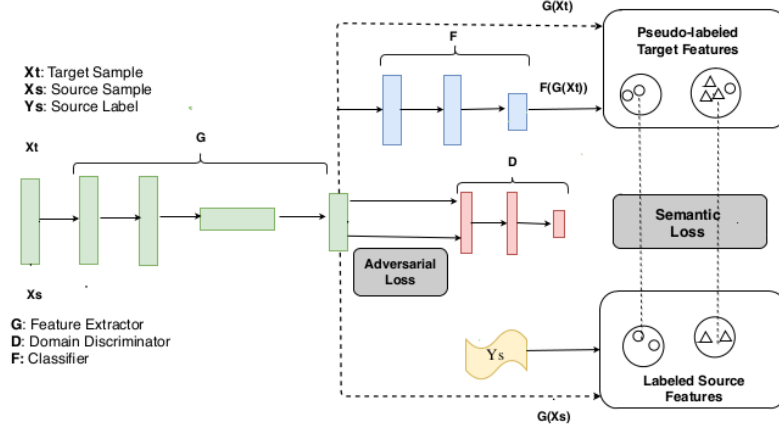 G(Xt)
F
Pseudo-labeled
Target Features
Xt: Target Sample
Xs: Source Sample
Ys: Source Label
F(G(Xt))
G
Xt
D
Semantic
Loss
Adversarial
Loss
Xs
G: Feature Extractor
D: Domain Discriminator
F: Classifier
Ys
Labeled Source
Features
G(Xs)